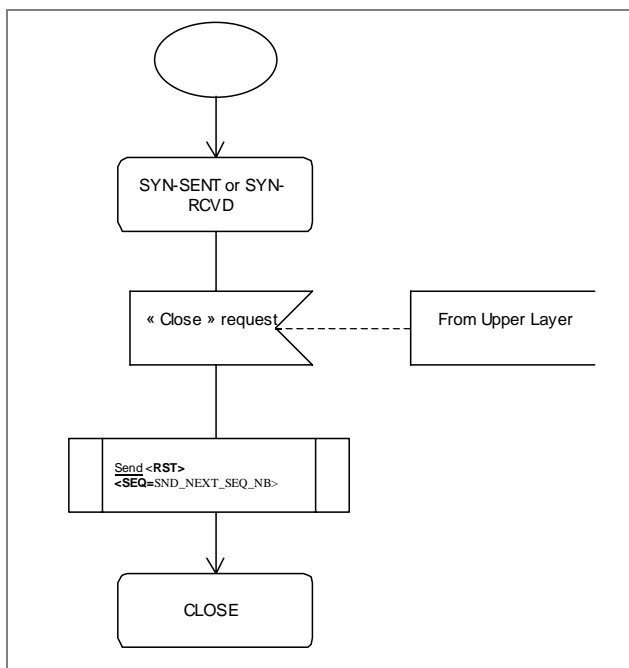 SYN-SENT or SYN-
RCVD
« Close » request
From Upper Layer
Send <RST>
<SEQ=SND_NEXT_SEQ_NB>
CLOSE